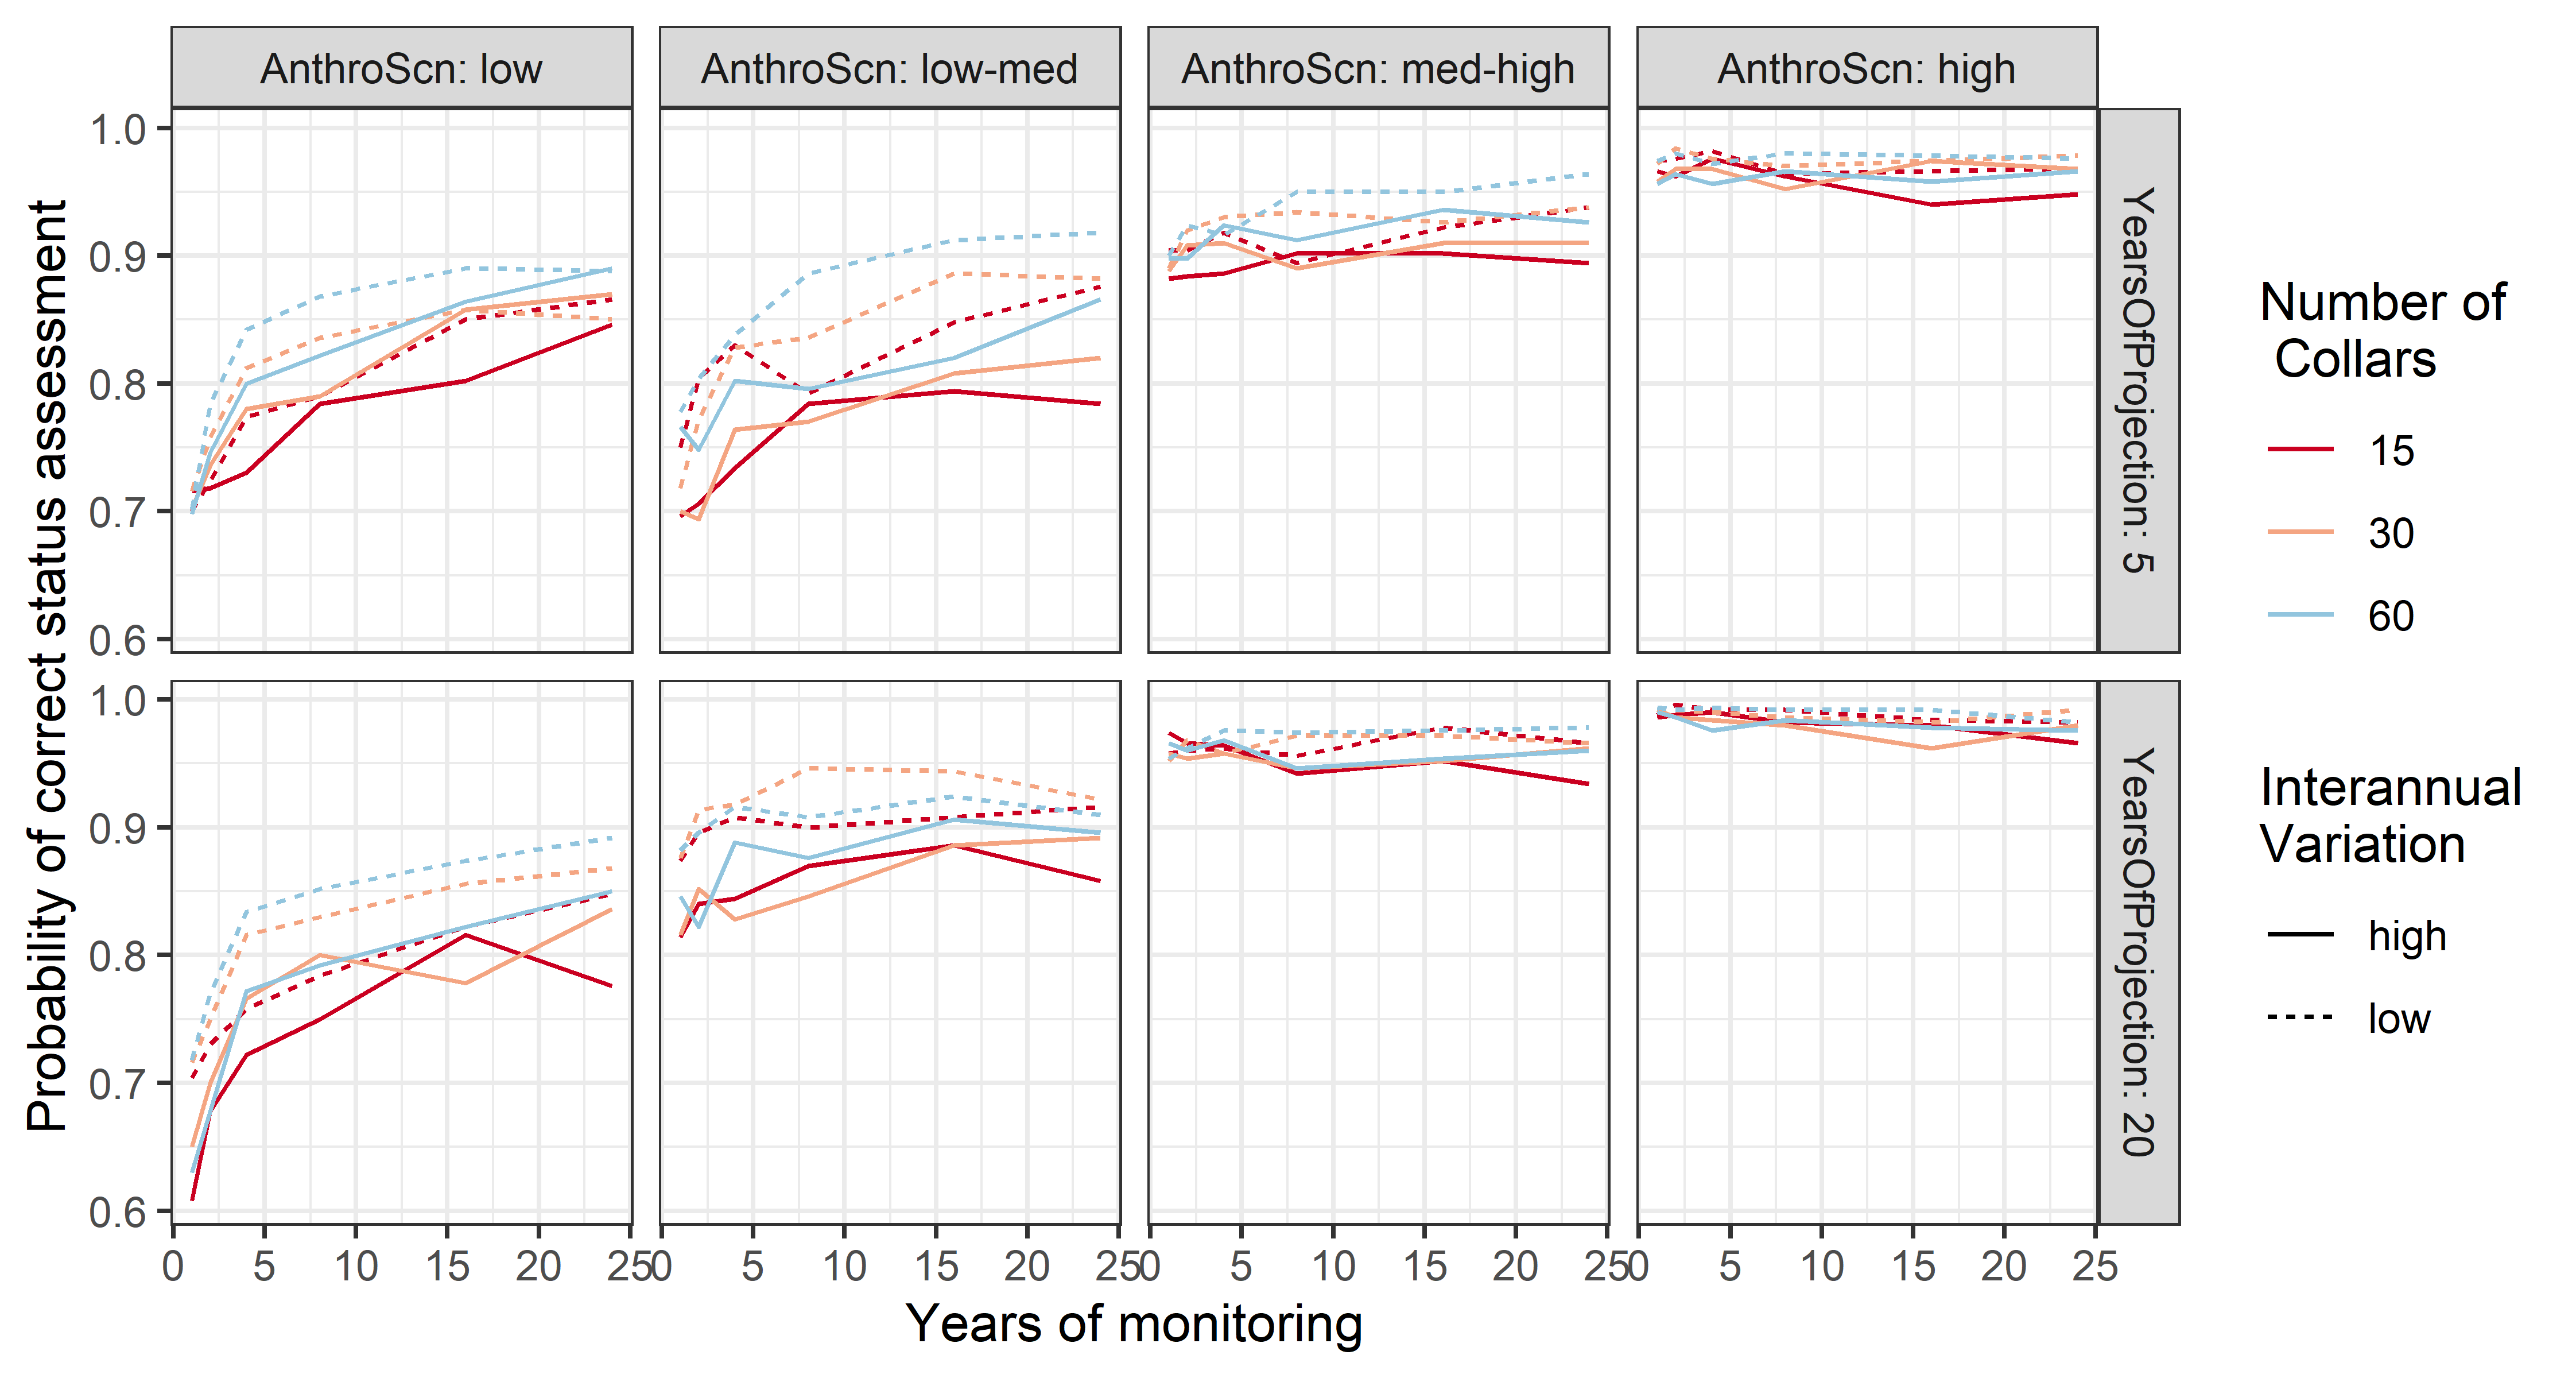 AnthroScn: low
AnthroScn: low-med
AnthroScn: med-high
AnthroScn: high
Probability of correct status assessment
1.0
0.9
0.8
0.7
0.6
YearsOfProjection: 5
1.0
0.9
0.8
0.7
0.6
YearsOfProjection: 20
0 5 10 15 20 25
0 5 10 15 20 25
0 5 10 15 20 25
0 5 10 15 20 25
Years of monitoring
Number of
Collars
15
30
60
Interannual
Variation
high
low